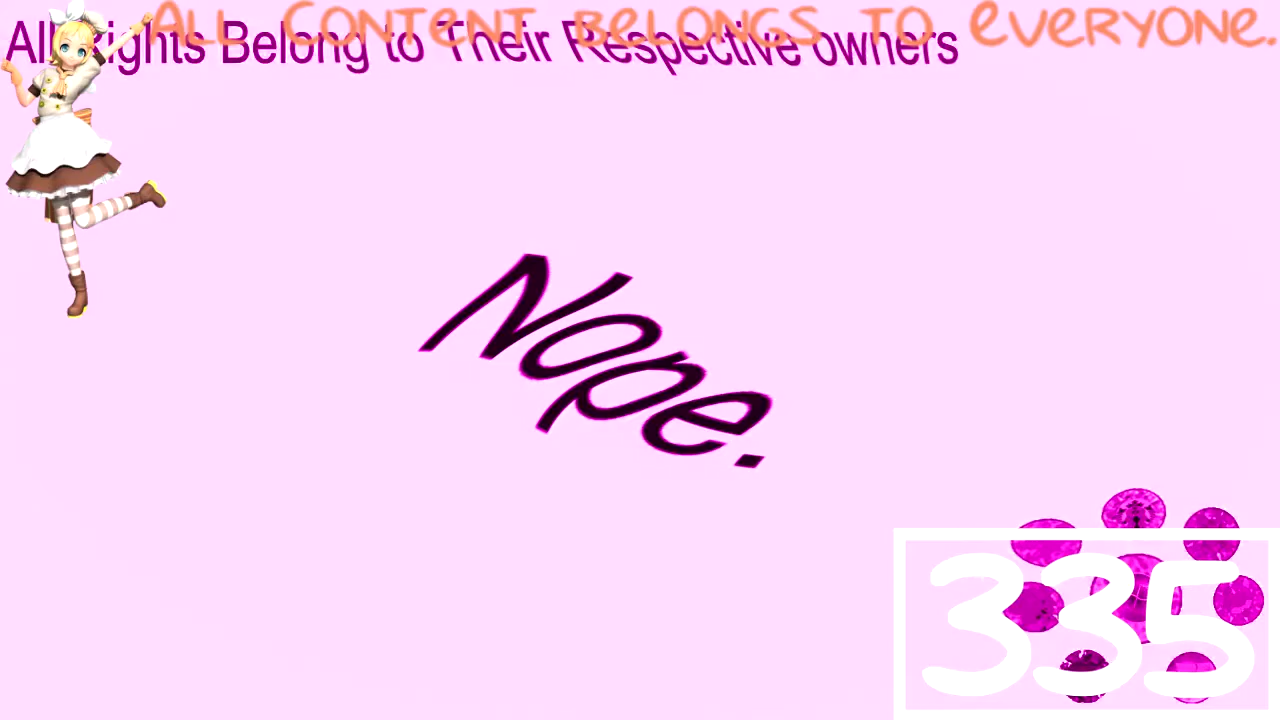 All Rights Belong to Their Respective owners
ALL CONTENT BELONGS TO EVERYONE.
Nope.
335